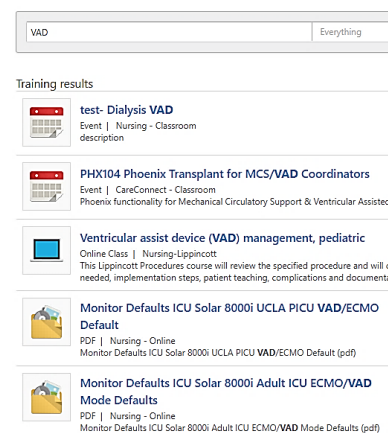 VAD
Everything
Training results
test- Dialysis VAD
Event | Nursing - Classroom
description
PHX104 Phoenix Transplant for MCS/VAD Coordinators
Event | CareConnect - Classroom
Phoenix functionality for Mechanical Circulatory Support & Ventricular Assisted
Ventricular assist device (VAD) management, pediatric
Online Class | Nursing-Lippincott
This Lippincott Procedures course will review the specified procedure and will
needed, implementation steps, patient teaching, complications and documenta
Monitor Defaults ICU Solar 8000i UCLA PICU VAD/ECMO
Default
PDF | Nursing - Online
Monitor Defaults ICU Solar 8000i UCLA PICU VAD/ECMO Default (pdf)
Monitor Defaults ICU Solar 8000i Adult ICU ECMO/VAD
Mode Defaults
PDF | Nursing - Online
Monitor Defaults ICU Solar 8000i Adult ICU ECMO/VAD Mode Defaults (pdf)